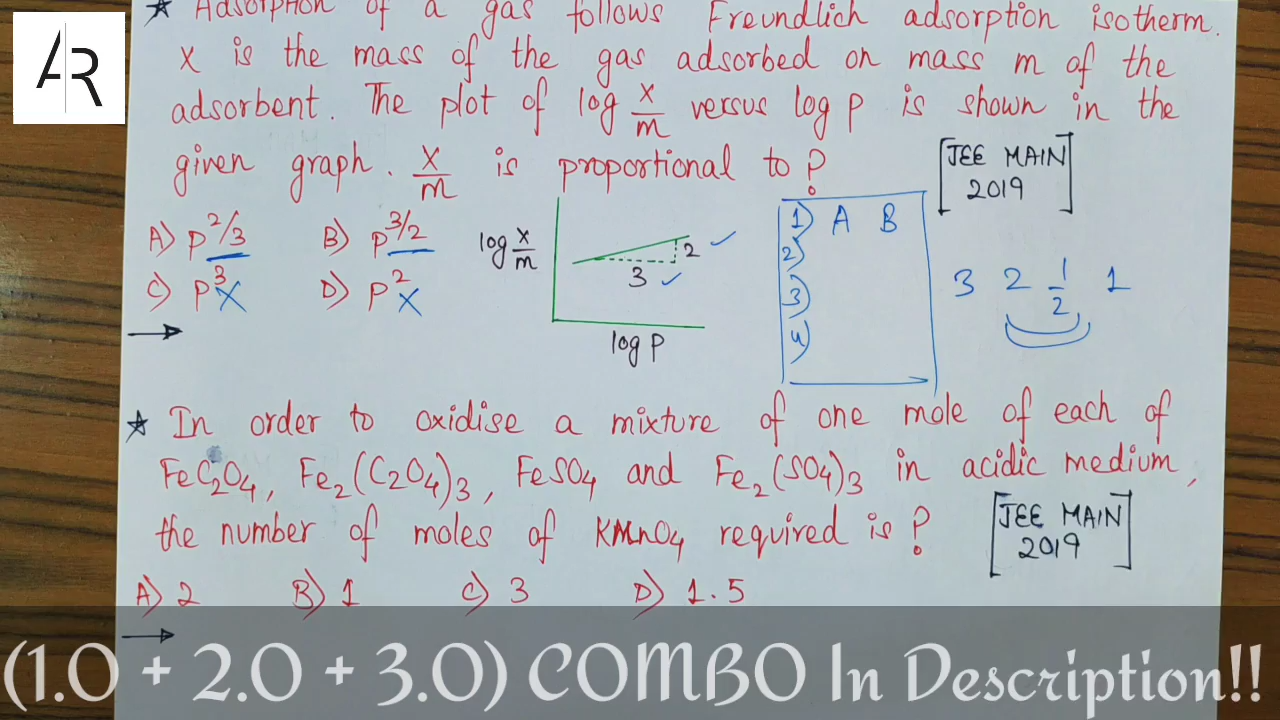 AR
★ Adsorption of a gas follows Freundlich adsorption isotherm.
x is the mass of the gas adsorbed on mass m of the
adsorbent. The plot of log x/m versus log p is shown in the
given graph. x/m is proportional to ?
[JEE MAIN
2019]
A) p^2/3
B) p^3/2
C) p^3 X
D) p^2 X
log x/m
2 ✓
3 ✓
log P
1) A B
2)
3)
4)
3 2 1/2 1
★ In order to oxidise a mixture of one mole of each of
FeC2O4, Fe2(C2O4)3, FeSO4 and Fe2(SO4)3 in acidic medium,
the number of moles of KMnO4 required is ?
[JEE MAIN
2019]
A) 2 B) 1 C) 3 D) 1.5
(1.0 + 2.0 + 3.0) COMBO In Description!!